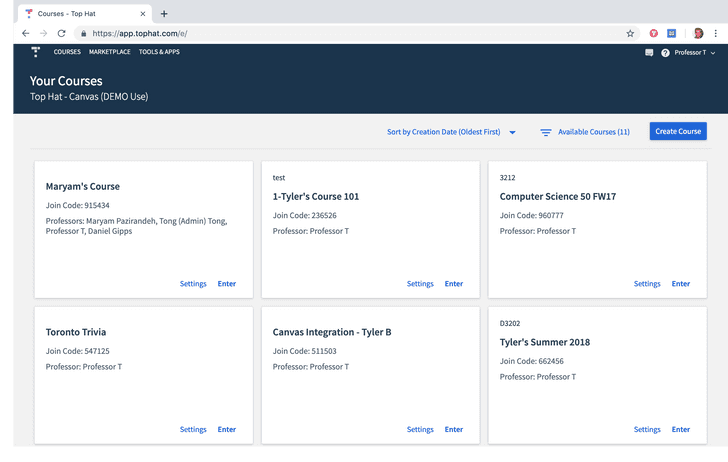 Courses - Top Hat
https://app.tophat.com/e/
COURSES MARKETPLACE TOOLS & APPS
Professor T
Your Courses
Top Hat - Canvas (DEMO Use)
Sort by Creation Date (Oldest First)
Available Courses (11)
Create Course
Maryam's Course
Join Code: 915434
Professors: Maryam Pazirandeh, Tong (Admin) Tong,
Professor T, Daniel Gipps
Settings Enter
test
1-Tyler's Course 101
Join Code: 236526
Professor: Professor T
Settings Enter
3212
Computer Science 50 FW17
Join Code: 960777
Professor: Professor T
Settings Enter
Toronto Trivia
Join Code: 547125
Professor: Professor T
Settings Enter
Canvas Integration - Tyler B
Join Code: 511503
Professor: Professor T
Settings Enter
D3202
Tyler's Summer 2018
Join Code: 662456
Professor: Professor T
Settings Enter